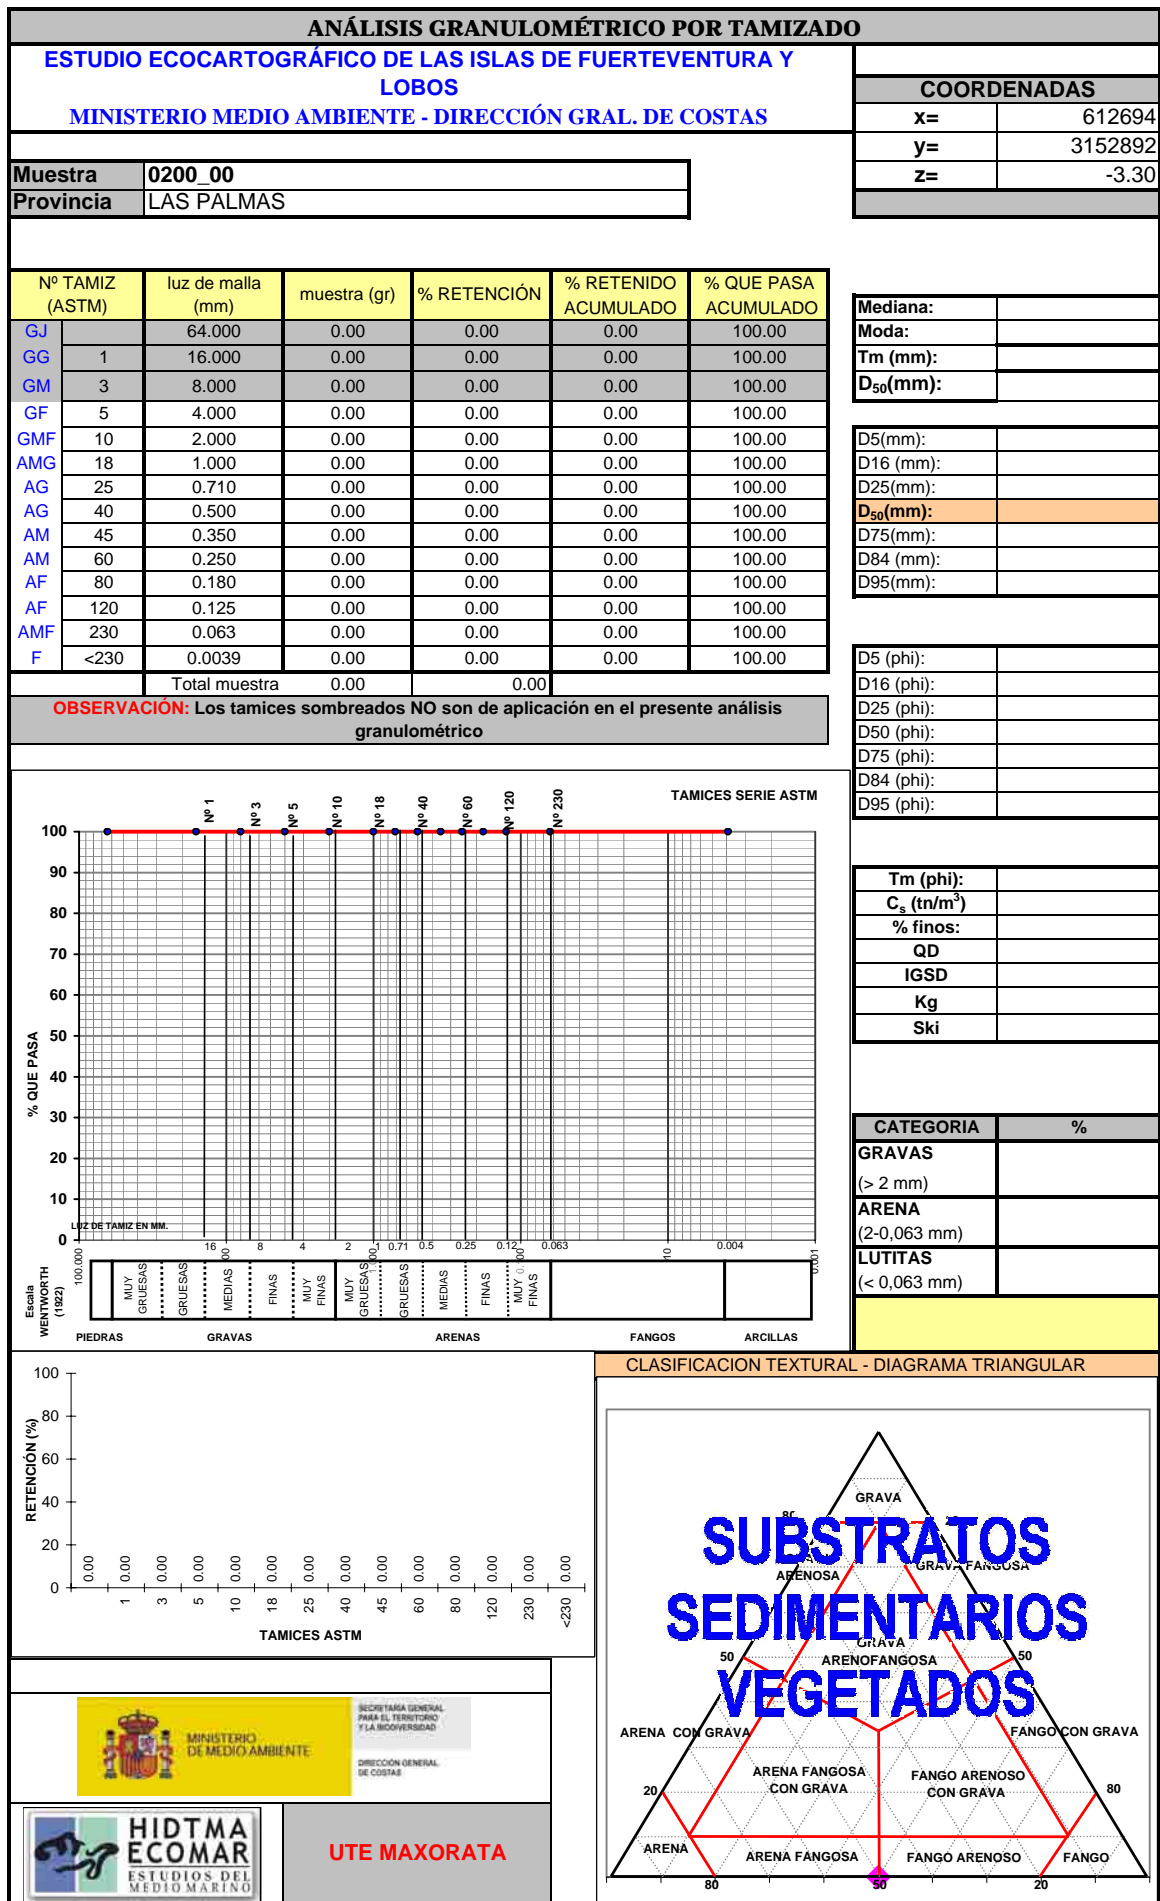 ANÁLISIS GRANULOMÉTRICO POR TAMIZADO
ESTUDIO ECOCARTOGRÁFICO DE LAS ISLAS DE FUERTEVENTURA Y
LOBOS
MINISTERIO MEDIO AMBIENTE - DIRECCIÓN GRAL. DE COSTAS
COORDENADAS
x= 612694
y= 3152892
z= -3.30
Muestra 0200_00
Provincia LAS PALMAS
Nº TAMIZ (ASTM) luz de malla (mm) muestra (gr) % RETENCIÓN % RETENIDO ACUMULADO % QUE PASA ACUMULADO
GJ 64.000 0.00 0.00 0.00 100.00
GG 1 16.000 0.00 0.00 0.00 100.00
GM 3 8.000 0.00 0.00 0.00 100.00
GF 5 4.000 0.00 0.00 0.00 100.00
GMF 10 2.000 0.00 0.00 0.00 100.00
AMG 18 1.000 0.00 0.00 0.00 100.00
AG 25 0.710 0.00 0.00 0.00 100.00
AG 40 0.500 0.00 0.00 0.00 100.00
AM 45 0.350 0.00 0.00 0.00 100.00
AM 60 0.250 0.00 0.00 0.00 100.00
AF 80 0.180 0.00 0.00 0.00 100.00
AF 120 0.125 0.00 0.00 0.00 100.00
AMF 230 0.063 0.00 0.00 0.00 100.00
F <230 0.0039 0.00 0.00 0.00 100.00
Total muestra 0.00 0.00
OBSERVACIÓN: Los tamices sombreados NO son de aplicación en el presente análisis
granulométrico
Mediana:
Moda:
Tm (mm):
D50(mm):
D5(mm):
D16 (mm):
D25(mm):
D50(mm):
D75(mm):
D84 (mm):
D95(mm):
D5 (phi):
D16 (phi):
D25 (phi):
D50 (phi):
D75 (phi):
D84 (phi):
D95 (phi):
Tm (phi):
Cs (tn/m3)
% finos:
QD
IGSD
Kg
Ski
CATEGORIA %
GRAVAS
(> 2 mm)
ARENA
(2-0,063 mm)
LUTITAS
(< 0,063 mm)
TAMICES SERIE ASTM
Nº 1 Nº 3 Nº 5 Nº 10 Nº 18 Nº 40 Nº 60 Nº 120 Nº 230
% QUE PASA
100
90
80
70
60
50
40
30
20
10
0
LUZ DE TAMIZ EN MM.
16 8 4 2 1 0.71 0.5 0.25 0.12 0.063 0.004
100.000 0.001
Escala WENTWORTH (1922)
MUY GRUESAS GRUESAS MEDIAS FINAS MUY FINAS MUY GRUESAS GRUESAS MEDIAS FINAS MUY FINAS
PIEDRAS GRAVAS ARENAS FANGOS ARCILLAS
RETENCIÓN (%)
100
80
60
40
20
0
0.00 0.00 0.00 0.00 0.00 0.00 0.00 0.00 0.00 0.00 0.00 0.00 0.00 0.00
1 3 5 10 18 25 40 45 60 80 120 230 <230
TAMICES ASTM
CLASIFICACION TEXTURAL - DIAGRAMA TRIANGULAR
GRAVA
SUBSTRATOS
ARENOSA
GRAVA FANGOSA
SEDIMENTARIOS
GRAVA
ARENOFANGOSA
50 50
VEGETADOS
ARENA CON GRAVA
FANGO CON GRAVA
ARENA FANGOSA
CON GRAVA
FANGO ARENOSO
CON GRAVA
20 80
ARENA
ARENA FANGOSA
FANGO ARENOSO
FANGO
80 50 20
MINISTERIO
DE MEDIO AMBIENTE
SECRETARÍA GENERAL
PARA EL TERRITORIO
Y LA BIODIVERSIDAD
DIRECCIÓN GENERAL
DE COSTAS
HIDTMA
ECOMAR
ESTUDIOS DEL
MEDIO MARINO
UTE MAXORATA